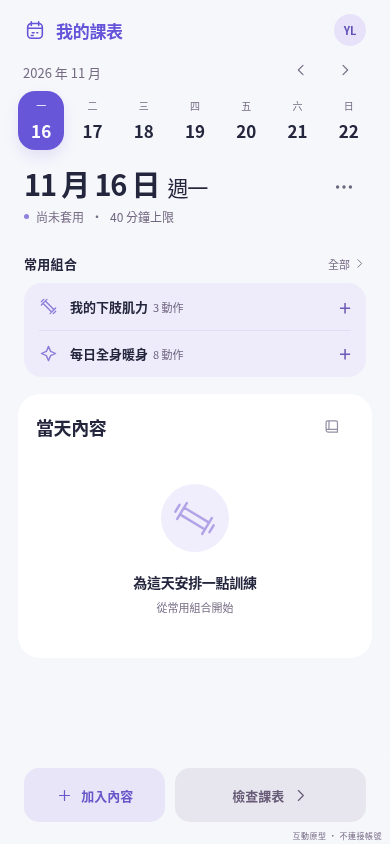 我的課表
YL
2026 年 11 月
一 二 三 四 五 六 日
16 17 18 19 20 21 22
11 月 16 日 週一
尚未套用 · 40 分鐘上限
常用組合
全部
我的下肢肌力 3 動作
每日全身暖身 8 動作
當天內容
為這天安排一點訓練
從常用組合開始
加入內容
檢查課表
互動原型 · 不連接帳號